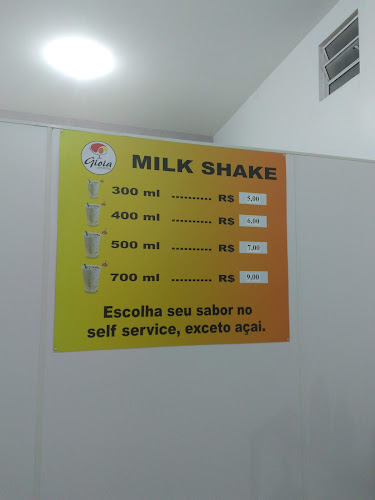 Gioia
MILK SHAKE
300 ml .......... R$ 5,00
400 ml .......... R$ 6,00
500 ml .......... R$ 7,00
700 ml .......... R$ 9,00
Escolha seu sabor no
self service, exceto açai.